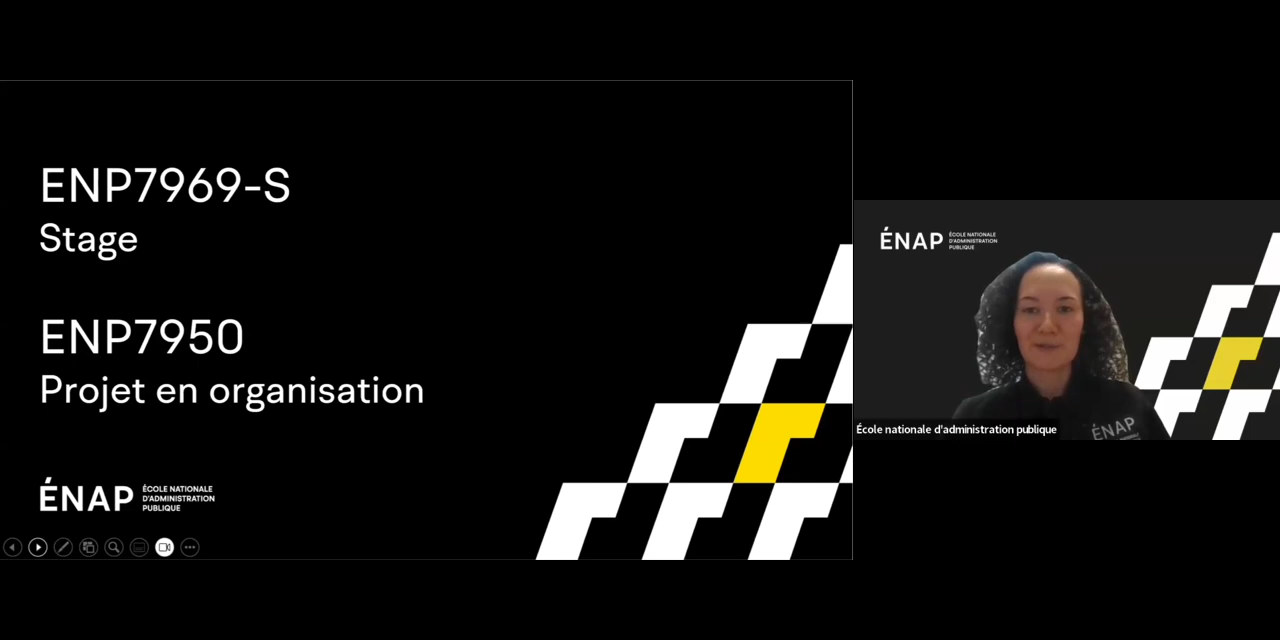 ENP7969-S
Stage
ENP7950
Projet en organisation
ÉNAP
ÉCOLE NATIONALE
D'ADMINISTRATION
PUBLIQUE
ÉNAP
ÉCOLE NATIONALE
D'ADMINISTRATION
PUBLIQUE
ÉNAP
École nationale d'administration publique